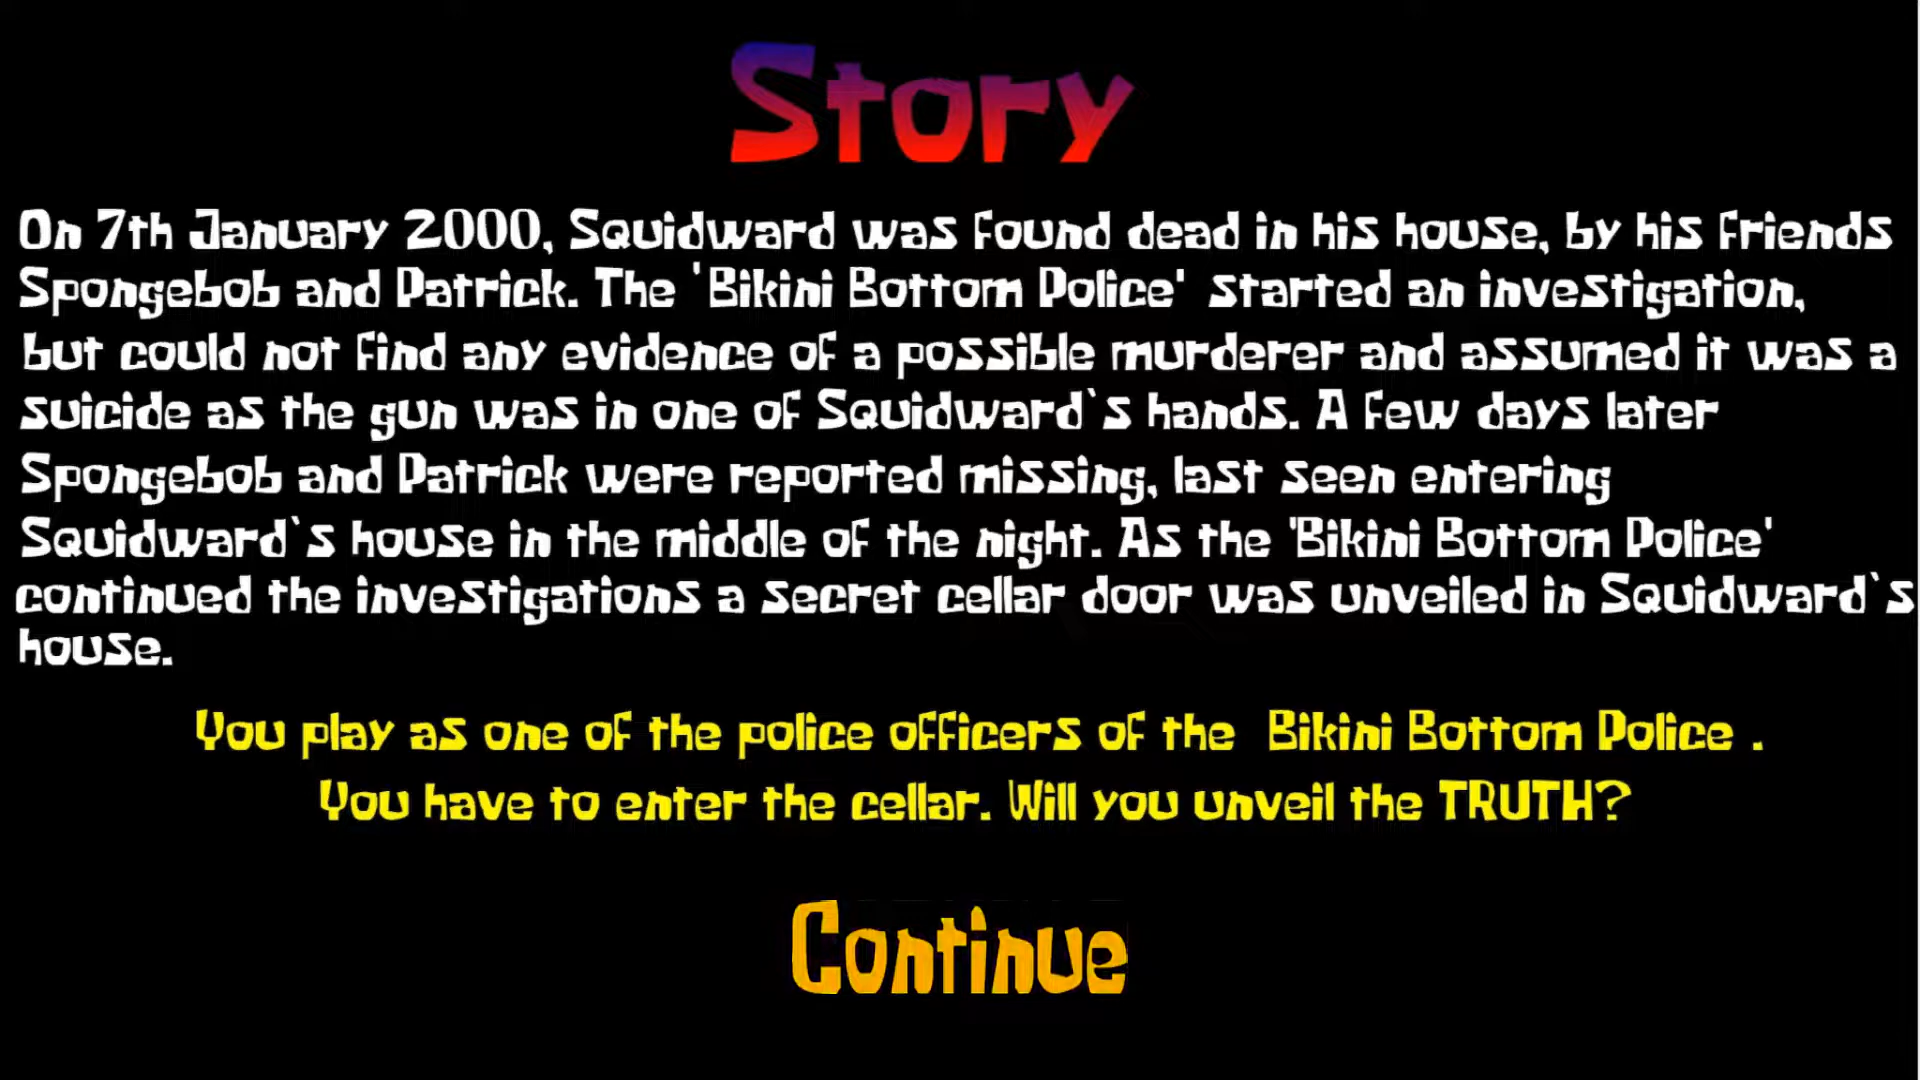 Story
On 7th January 2000, Squidward was found dead in his house, by his friends
Spongebob and Patrick. The 'Bikini Bottom Police' started an investigation,
but could not find any evidence of a possible murderer and assumed it was a
suicide as the gun was in one of Squidward`s hands. A few days later
Spongebob and Patrick were reported missing, last seen entering
Squidward`s house in the middle of the night. As the 'Bikini Bottom Police'
continued the investigations a secret cellar door was unveiled in Squidward`s
house.
You play as one of the police officers of the Bikini Bottom Police .
You have to enter the cellar. Will you unveil the TRUTH?
Continue